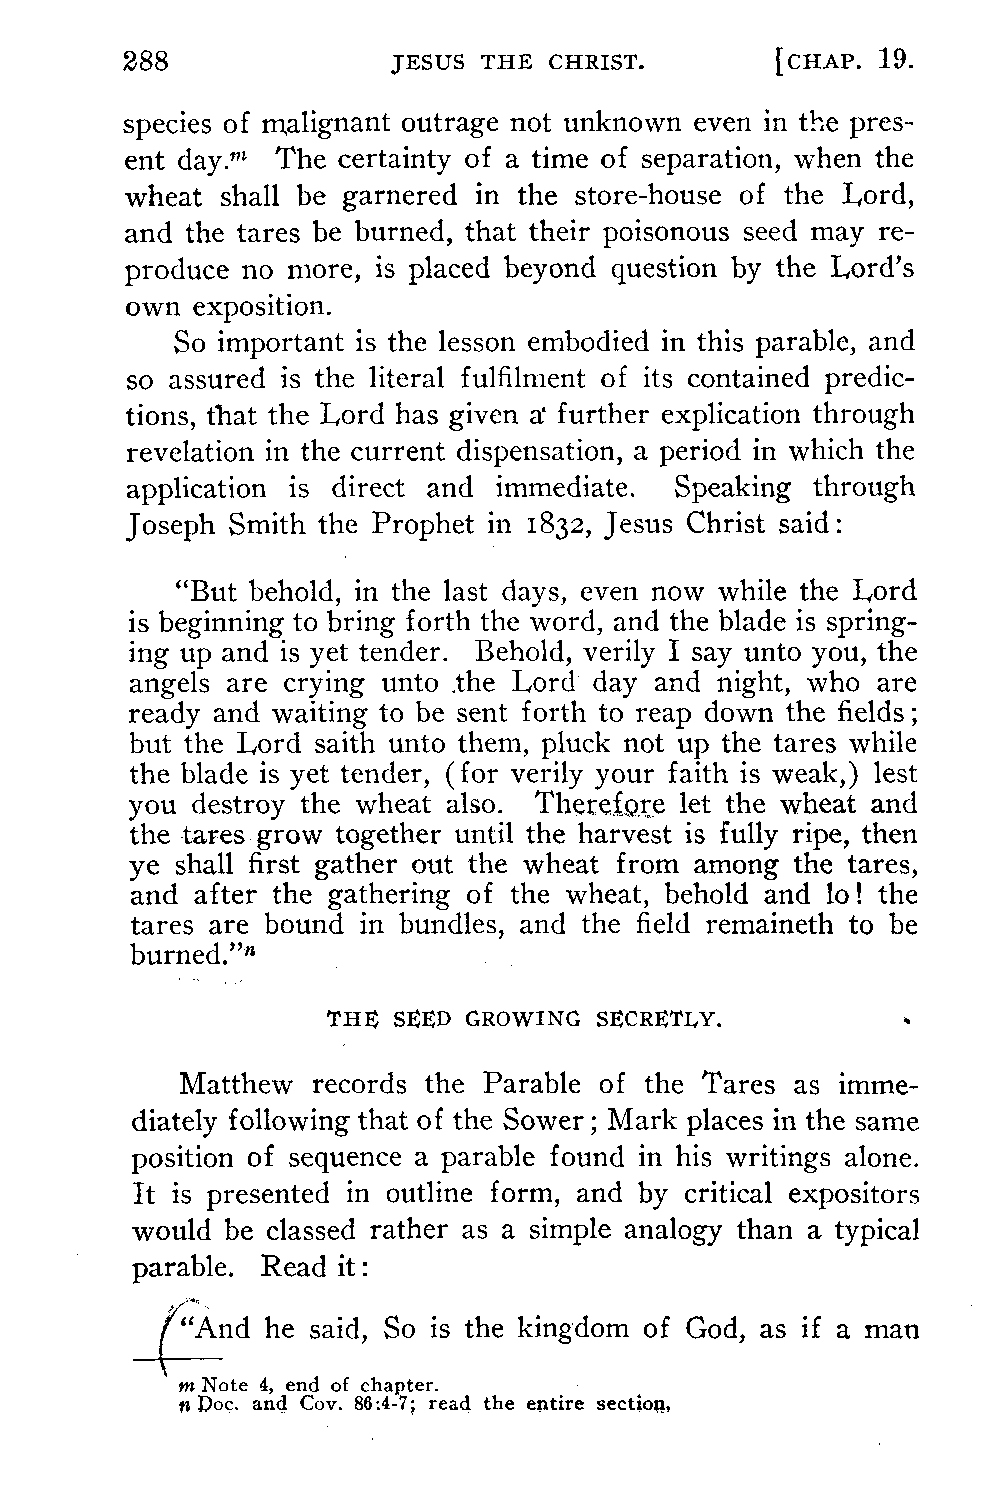 288 JESUS THE CHRIST. [CHAP. 19.
species of malignant outrage not unknown even in the pres-
ent day.m The certainty of a time of separation, when the
wheat shall be garnered in the store-house of the Lord,
and the tares be burned, that their poisonous seed may re-
produce no more, is placed beyond question by the Lord's
own exposition.
So important is the lesson embodied in this parable, and
so assured is the literal fulfilment of its contained predic-
tions, that the Lord has given a further explication through
revelation in the current dispensation, a period in which the
application is direct and immediate. Speaking through
Joseph Smith the Prophet in 1832, Jesus Christ said:
"But behold, in the last days, even now while the Lord
is beginning to bring forth the word, and the blade is spring-
ing up and is yet tender. Behold, verily I say unto you, the
angels are crying unto the Lord day and night, who are
ready and waiting to be sent forth to reap down the fields;
but the Lord saith unto them, pluck not up the tares while
the blade is yet tender, (for verily your faith is weak,) lest
you destroy the wheat also. Therefore let the wheat and
the tares grow together until the harvest is fully ripe, then
ye shall first gather out the wheat from among the tares,
and after the gathering of the wheat, behold and lo! the
tares are bound in bundles, and the field remaineth to be
burned."n
THE SEED GROWING SECRETLY.
Matthew records the Parable of the Tares as imme-
diately following that of the Sower; Mark places in the same
position of sequence a parable found in his writings alone.
It is presented in outline form, and by critical expositors
would be classed rather as a simple analogy than a typical
parable. Read it:
"And he said, So is the kingdom of God, as if a man
m Note 4, end of chapter.
n Doc. and Cov. 86:4-7; read the entire section,